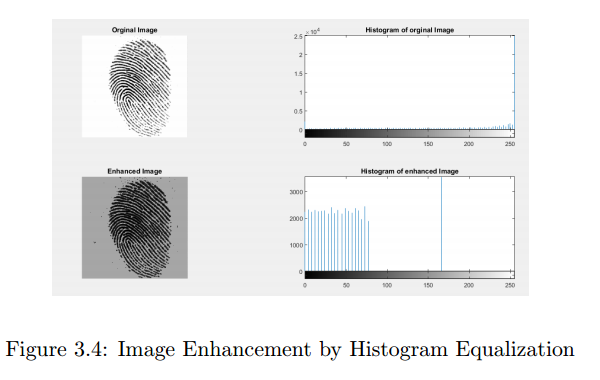 Orginal Image
Histogram of orginal Image
×10⁴
2.5
2
1.5
1
0.5
0
0 50 100 150 200 250
Enhanced Image
Histogram of enhanced Image
3000
2000
1000
0
0 50 100 150 200 250
Figure 3.4: Image Enhancement by Histogram Equalization